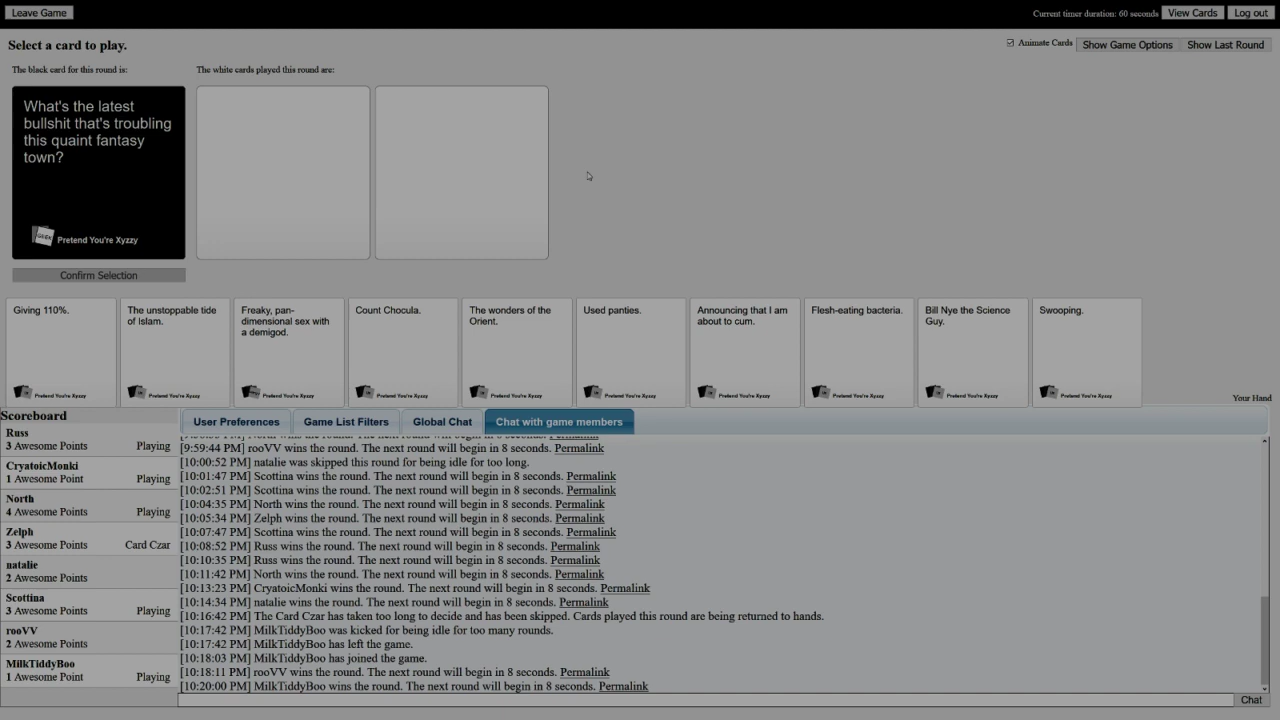 Leave Game
Current timer duration: 60 seconds
View Cards
Log out
Select a card to play.
Animate Cards
Show Game Options
Show Last Round
The black card for this round is:
The white cards played this round are:
What's the latest
bullshit that's troubling
this quaint fantasy
town?
GEEK
Pretend You're Xyzzy
Confirm Selection
Giving 110%.
Pretend You're Xyzzy
The unstoppable tide
of Islam.
Pretend You're Xyzzy
Freaky, pan-
dimensional sex with
a demigod.
Pretend You're Xyzzy
Count Chocula.
Pretend You're Xyzzy
The wonders of the
Orient.
Pretend You're Xyzzy
Used panties.
Pretend You're Xyzzy
Announcing that I am
about to cum.
Pretend You're Xyzzy
Flesh-eating bacteria.
Pretend You're Xyzzy
Bill Nye the Science
Guy.
Pretend You're Xyzzy
Swooping.
Pretend You're Xyzzy
Your Hand
Scoreboard
Russ
3 Awesome Points Playing
CryatoicMonki
1 Awesome Point Playing
North
4 Awesome Points Playing
Zelph
3 Awesome Points Card Czar
natalie
2 Awesome Points
Scottina
3 Awesome Points Playing
rooVV
2 Awesome Points
MilkTiddyBoo
1 Awesome Point Playing
User Preferences
Game List Filters
Global Chat
Chat with game members
[9:59:44 PM] rooVV wins the round. The next round will begin in 8 seconds. Permalink
[10:00:52 PM] natalie was skipped this round for being idle for too long.
[10:01:47 PM] Scottina wins the round. The next round will begin in 8 seconds. Permalink
[10:02:51 PM] Scottina wins the round. The next round will begin in 8 seconds. Permalink
[10:04:35 PM] North wins the round. The next round will begin in 8 seconds. Permalink
[10:05:34 PM] Zelph wins the round. The next round will begin in 8 seconds. Permalink
[10:07:47 PM] Scottina wins the round. The next round will begin in 8 seconds. Permalink
[10:08:52 PM] Russ wins the round. The next round will begin in 8 seconds. Permalink
[10:10:35 PM] Russ wins the round. The next round will begin in 8 seconds. Permalink
[10:11:42 PM] North wins the round. The next round will begin in 8 seconds. Permalink
[10:13:23 PM] CryatoicMonki wins the round. The next round will begin in 8 seconds. Permalink
[10:14:34 PM] natalie wins the round. The next round will begin in 8 seconds. Permalink
[10:16:42 PM] The Card Czar has taken too long to decide and has been skipped. Cards played this round are being returned to hands.
[10:17:42 PM] MilkTiddyBoo was kicked for being idle for too many rounds.
[10:17:42 PM] MilkTiddyBoo has left the game.
[10:18:03 PM] MilkTiddyBoo has joined the game.
[10:18:11 PM] rooVV wins the round. The next round will begin in 8 seconds. Permalink
[10:20:00 PM] MilkTiddyBoo wins the round. The next round will begin in 8 seconds. Permalink
Chat